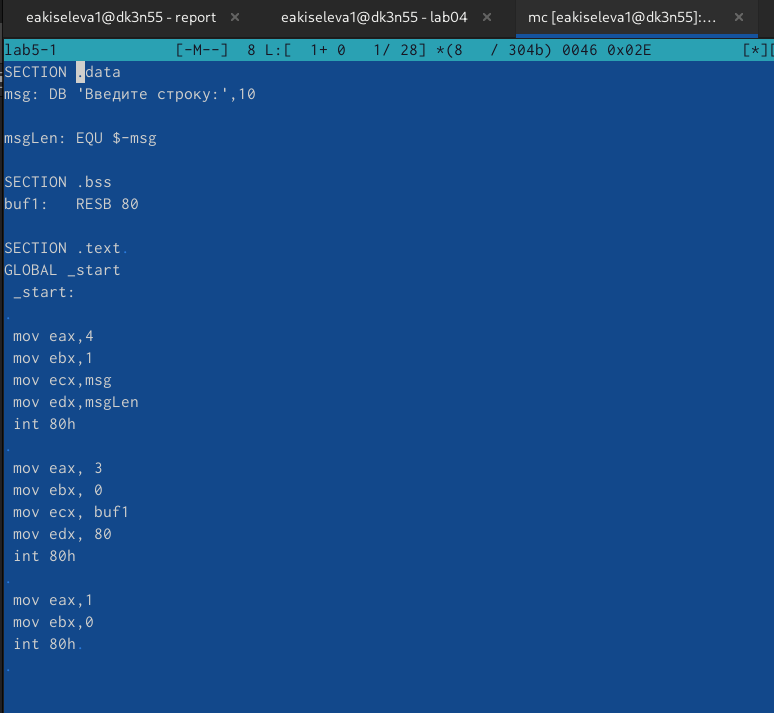 eakiseleva1@dk3n55 - report × eakiseleva1@dk3n55 - lab04 × mc [eakiseleva1@dk3n55]:... ×
lab5-1 [-M--] 8 L:[ 1+ 0 1/ 28] *(8 / 304b) 0046 0x02E [*][
SECTION .data
msg: DB 'Введите строку:',10
msgLen: EQU $-msg
SECTION .bss
buf1: RESB 80
SECTION .text.
GLOBAL _start
_start:
.
mov eax,4
mov ebx,1
mov ecx,msg
mov edx,msgLen
int 80h
.
mov eax, 3
mov ebx, 0
mov ecx, buf1
mov edx, 80
int 80h
.
mov eax,1
mov ebx,0
int 80h.
.